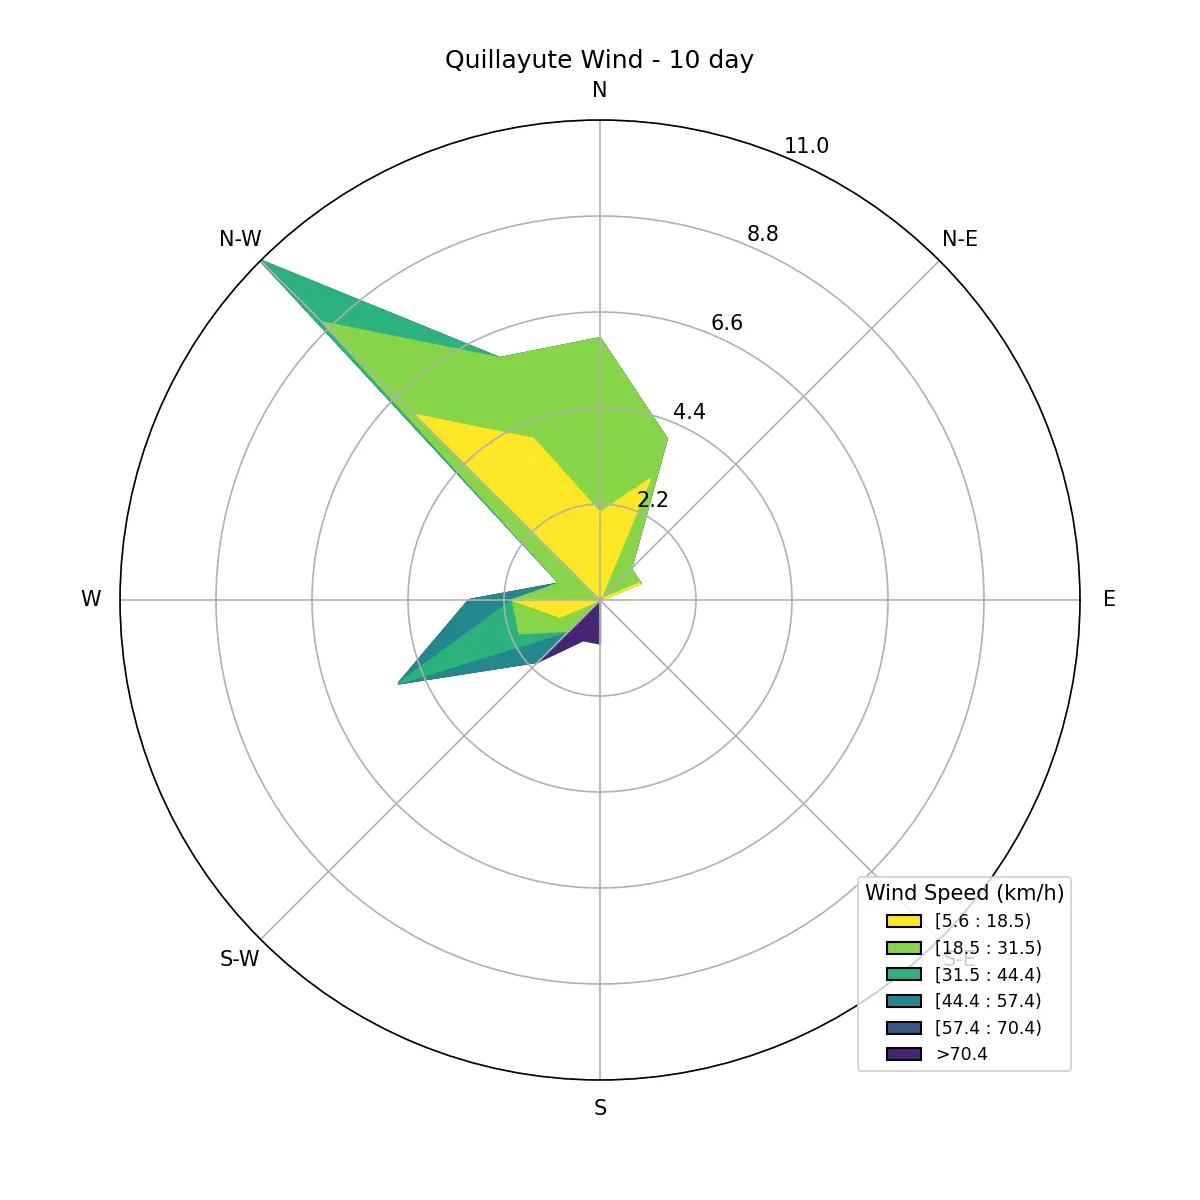 Quillayute Wind - 10 day
N
11.0
N-W
8.8
N-E
6.6
4.4
2.2
W
E
S-W
S-E
S
Wind Speed (km/h)
[5.6 : 18.5)
[18.5 : 31.5)
[31.5 : 44.4)
[44.4 : 57.4)
[57.4 : 70.4)
>70.4